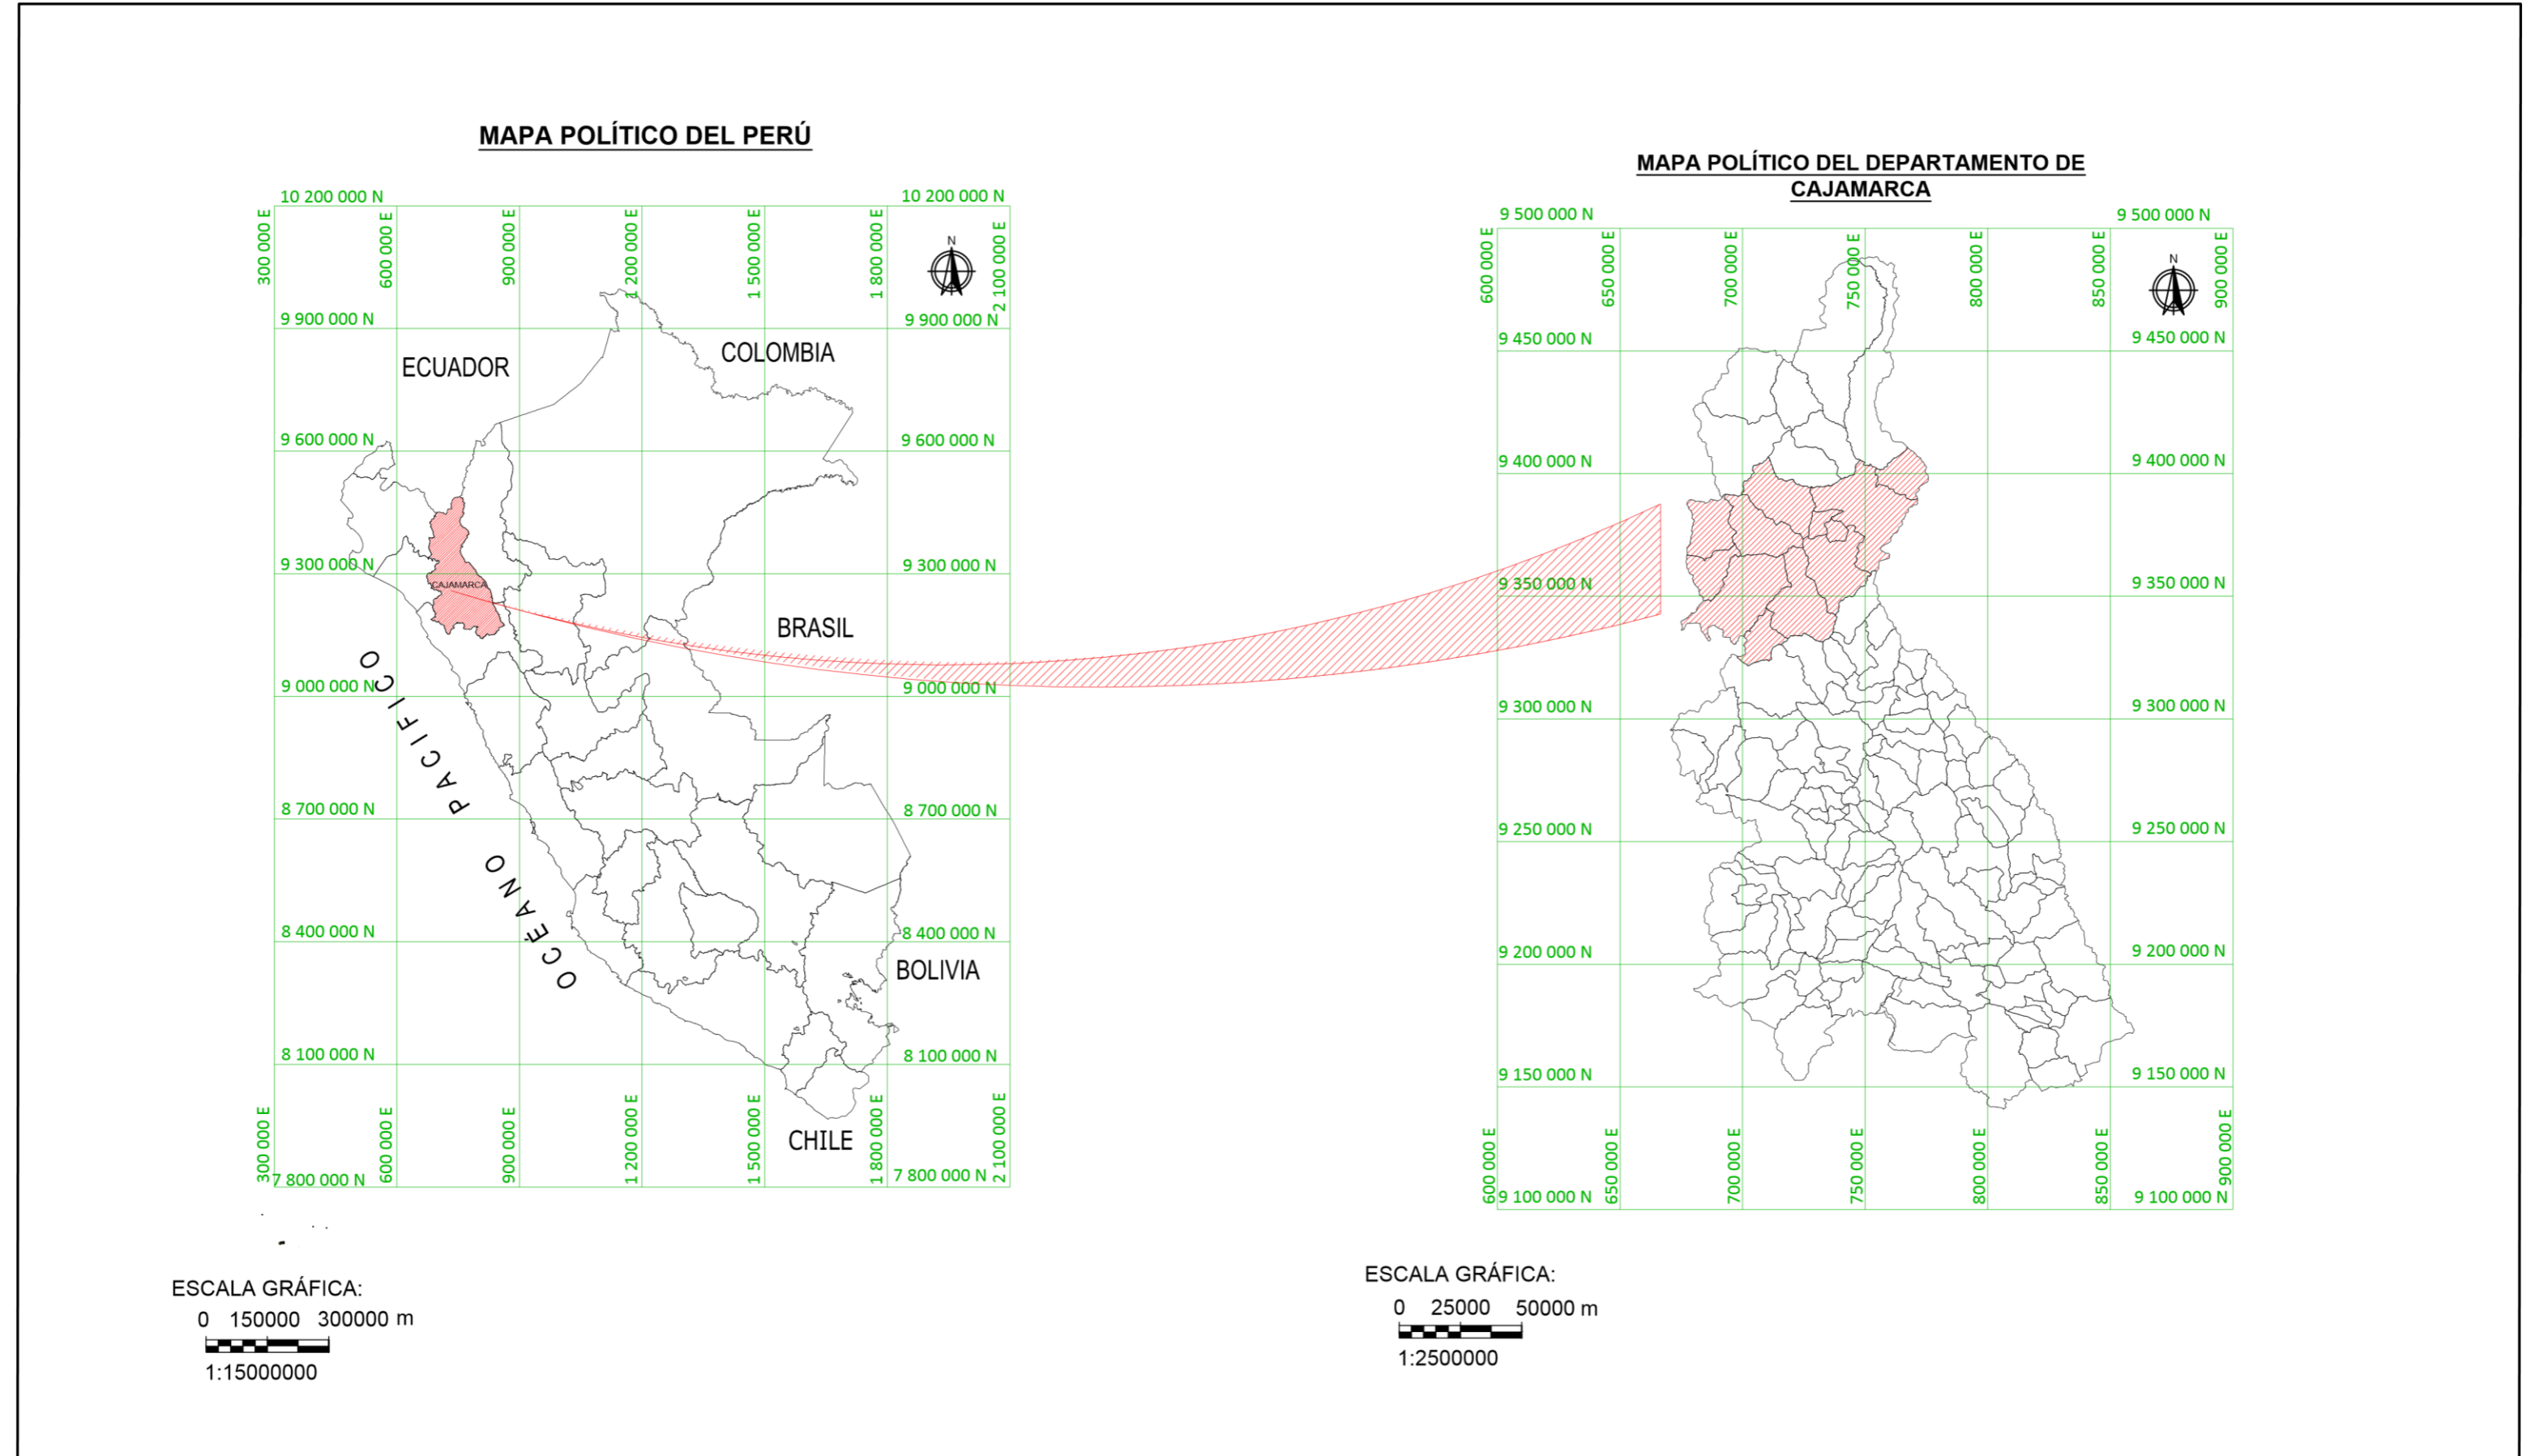 MAPA POLÍTICO DEL PERÚ
10 200 000 N
10 200 000 N
300 000 E
600 000 E
900 000 E
1 200 000 E
1 500 000 E
1 800 000 E
2 100 000 E
N
9 900 000 N
9 900 000 N
ECUADOR
COLOMBIA
9 600 000 N
9 600 000 N
9 300 000 N
9 300 000 N
CAJAMARCA
BRASIL
9 000 000 N
9 000 000 N
OCÉANO PACIFICO
8 700 000 N
8 700 000 N
8 400 000 N
8 400 000 N
BOLIVIA
8 100 000 N
8 100 000 N
CHILE
300 000 E
600 000 E
900 000 E
1 200 000 E
1 500 000 E
1 800 000 E
2 100 000 E
7 800 000 N
7 800 000 N
ESCALA GRÁFICA:
0 150000 300000 m
1:15000000
MAPA POLÍTICO DEL DEPARTAMENTO DE
CAJAMARCA
9 500 000 N
9 500 000 N
600 000 E
650 000 E
700 000 E
750 000 E
800 000 E
850 000 E
900 000 E
N
9 450 000 N
9 450 000 N
9 400 000 N
9 400 000 N
9 350 000 N
9 350 000 N
9 300 000 N
9 300 000 N
9 250 000 N
9 250 000 N
9 200 000 N
9 200 000 N
9 150 000 N
9 150 000 N
600 000 E
650 000 E
700 000 E
750 000 E
800 000 E
850 000 E
900 000 E
9 100 000 N
9 100 000 N
ESCALA GRÁFICA:
0 25000 50000 m
1:2500000